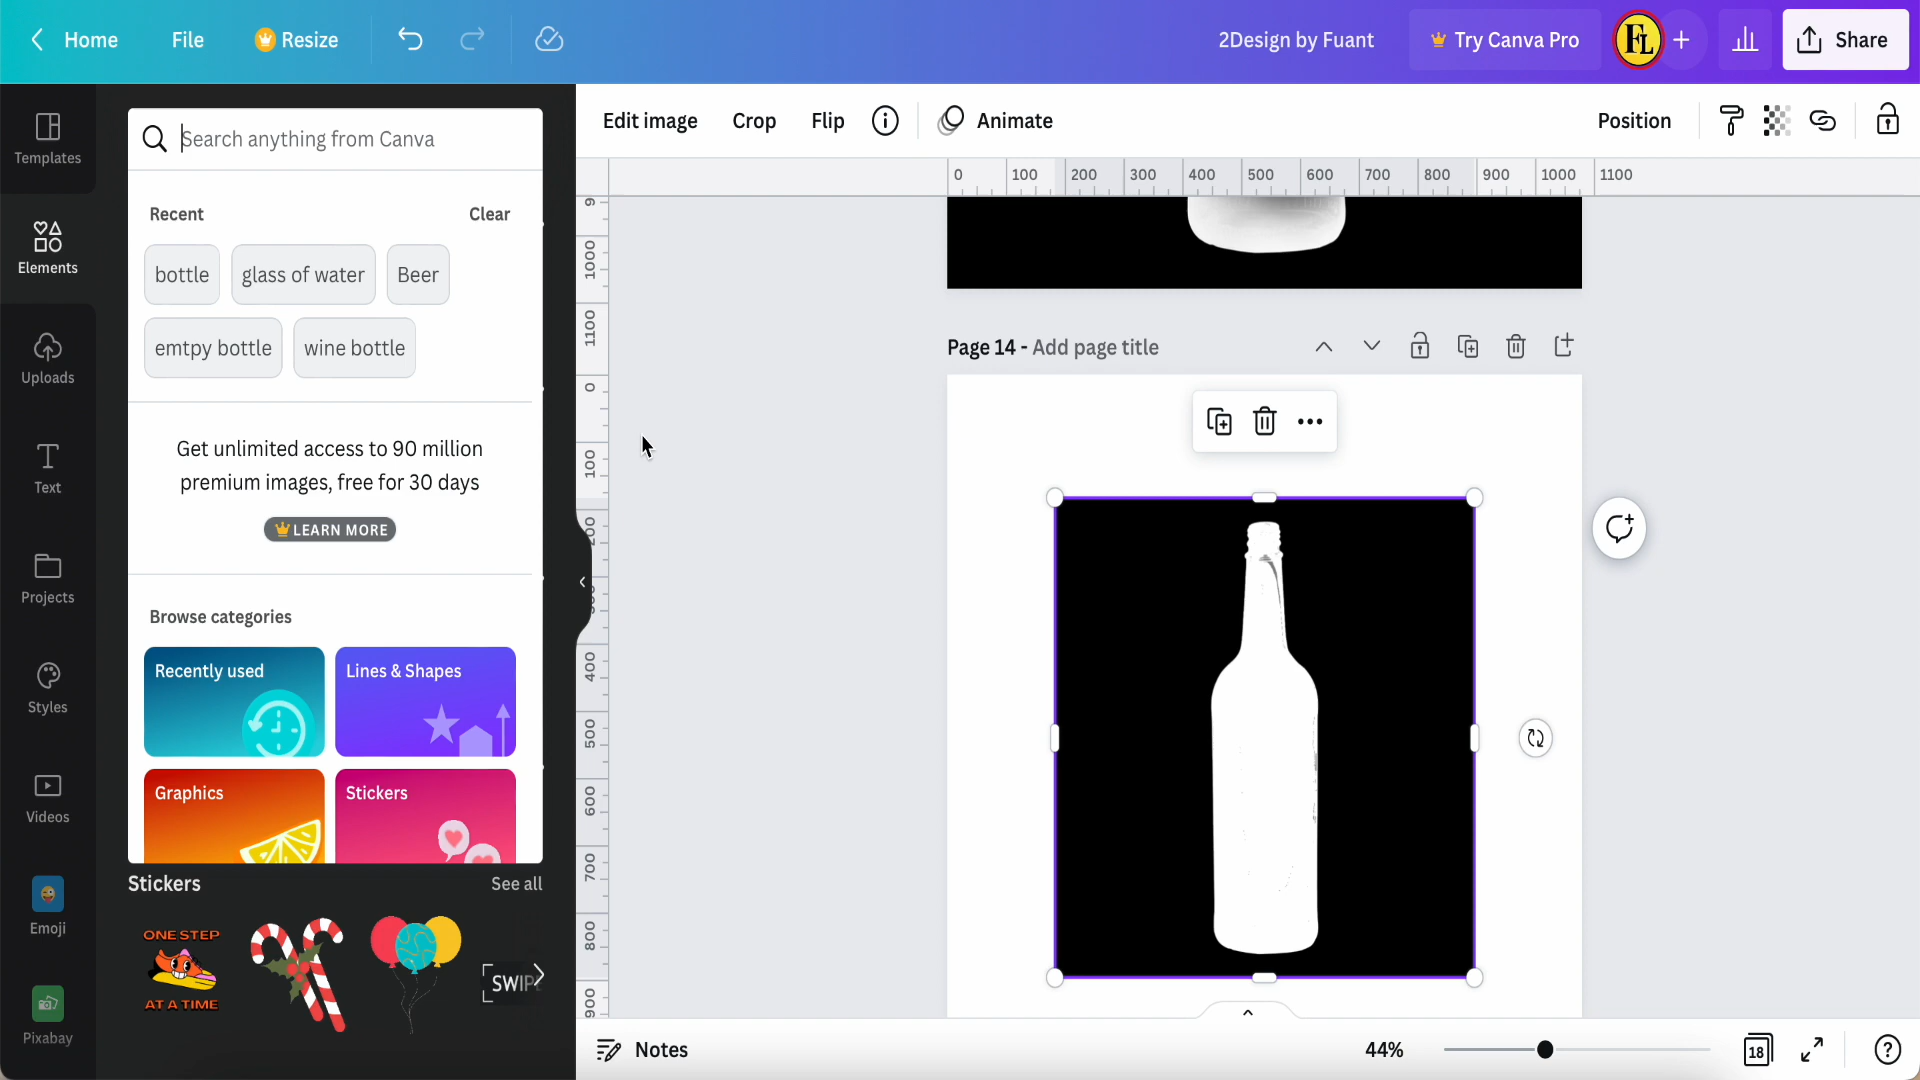 Home File Resize 2Design by Fuant Try Canva Pro FL Share
Templates
Elements
Uploads
Text
Projects
Styles
Videos
Emoji
Pixabay
Search anything from Canva
Recent Clear
bottle glass of water Beer
emtpy bottle wine bottle
Get unlimited access to 90 million
premium images, free for 30 days
LEARN MORE
Browse categories
Recently used Lines & Shapes
Graphics Stickers
Stickers See all
ONE STEP
AT A TIME
SWIP
Edit image Crop Flip Animate Position
0 100 200 300 400 500 600 700 800 900 1000 1100
9
1000
1100
0
100
200
300
400
500
600
700
800
900
Page 14 - Add page title
Notes 44% 18 ?